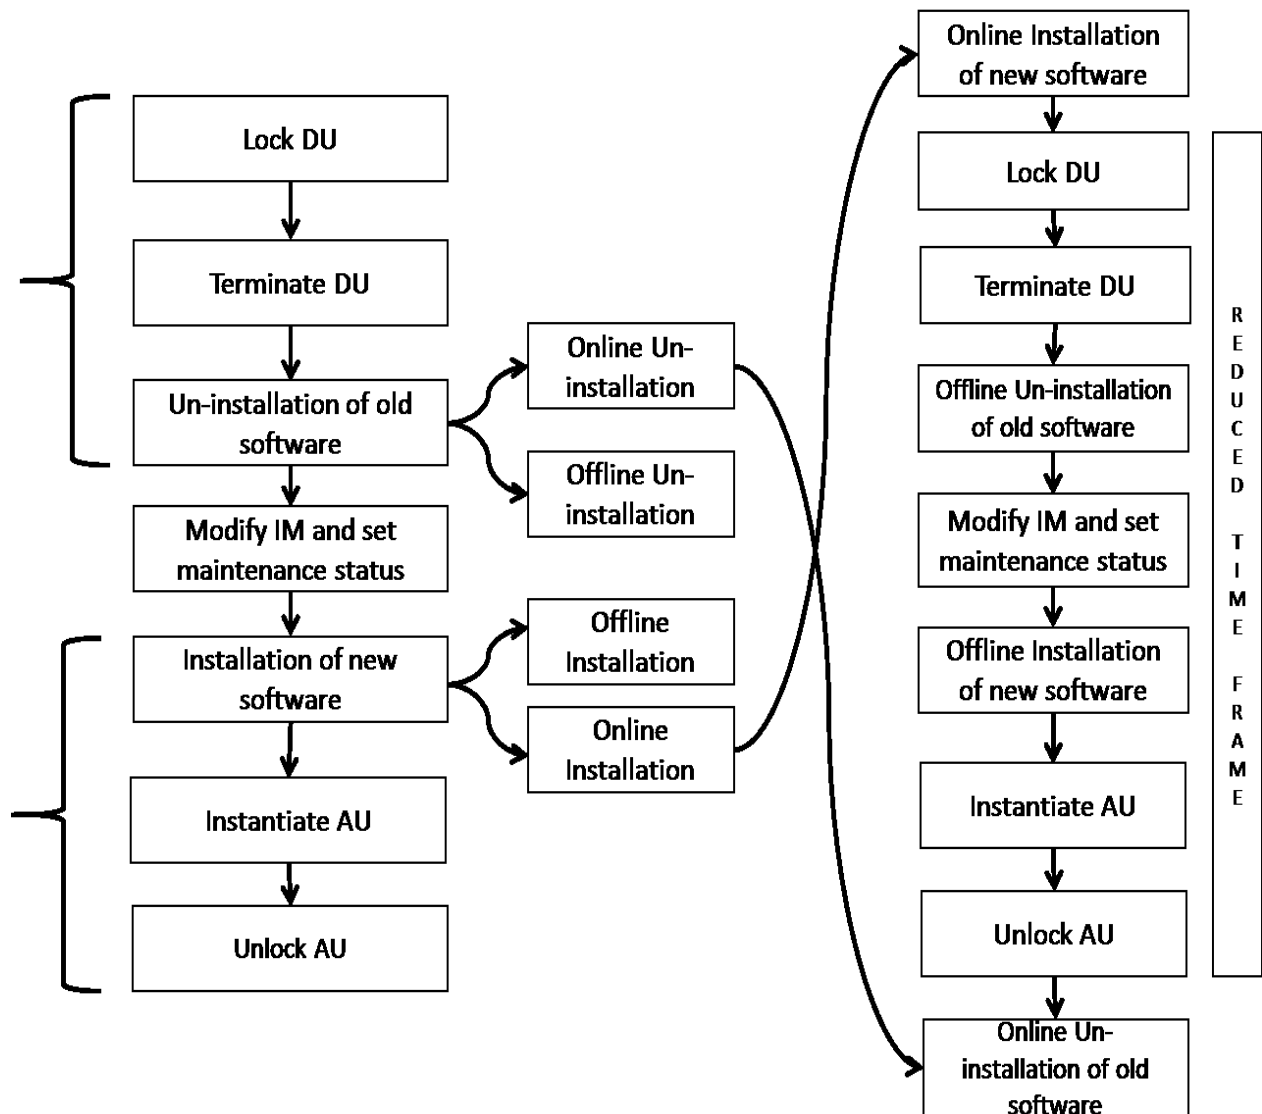 Lock DU
Terminate DU
Un-installation of old
software
Modify IM and set
maintenance status
Installation of new
software
Instantiate AU
Unlock AU
Online Un-
installation
Offline Un-
installation
Offline
Installation
Online
Installation
Online Installation
of new software
Lock DU
Terminate DU
Offline Un-installation
of old software
Modify IM and set
maintenance status
Offline Installation
of new software
Instantiate AU
Unlock AU
Online Un-
installation of old
software
REDUCED TIME FRAME